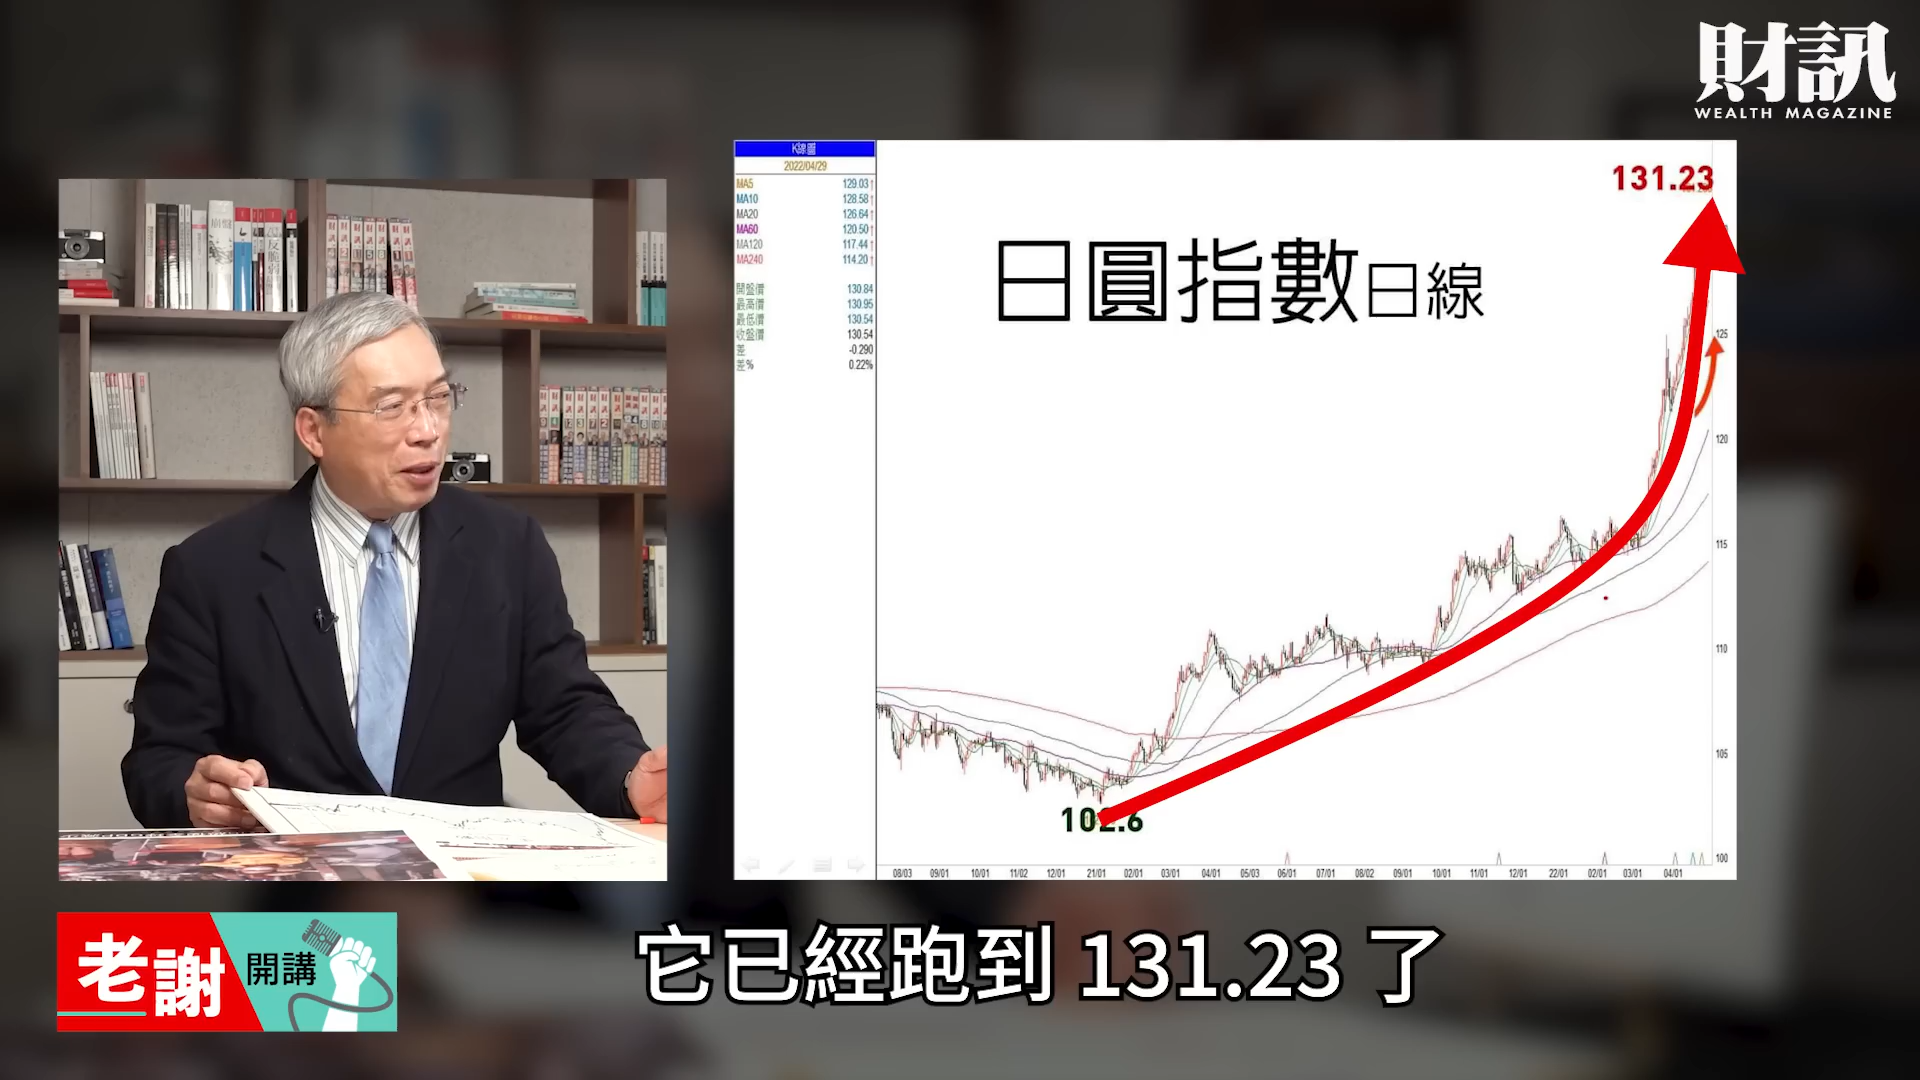 財訊
WEALTH MAGAZINE
K線圖
2022/04/29
MA5 129.03↑
MA10 128.58↑
MA20 126.64↑
MA60 120.50↑
MA120 117.44↑
MA240 114.20↑
開盤價 130.84
最高價 130.95
最低價 130.54
收盤價 130.54
差 -0.290
差% 0.22%
131.23
日圓指數日線
125
120
115
110
105
100
102.6
08/03 09/01 10/01 11/02 12/01 21/01 02/01 03/01 04/01 05/03 06/01 07/01 08/02 09/01 10/01 11/01 12/01 22/01 02/01 03/01 04/01
老謝
開講
它已經跑到 131.23 了